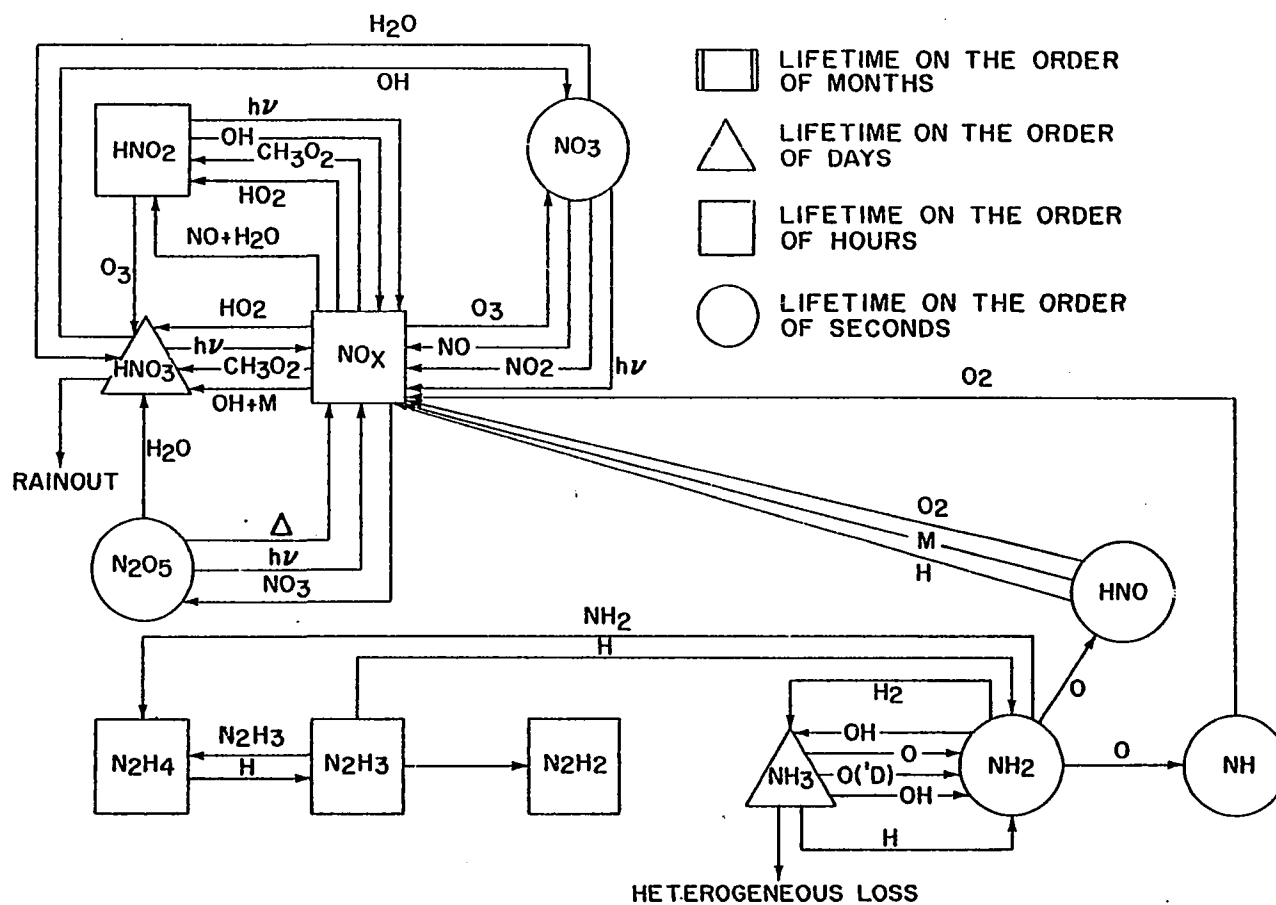 H2O
OH
hν
OH
CH3O2
HO2
HNO2
NO+H2O
O3
NO3
LIFETIME ON THE ORDER
OF MONTHS
LIFETIME ON THE ORDER
OF DAYS
LIFETIME ON THE ORDER
OF HOURS
LIFETIME ON THE ORDER
OF SECONDS
HO2
hν
CH3O2
OH+M
HNO3
NOX
O3
NO
NO2
hν
O2
H2O
RAINOUT
N2O5
Δ
hν
NO3
O2
M
H
HNO
NH2
H
O
N2H4
N2H3
H
N2H3
N2H2
H2
OH
O
O('D)
OH
H
NH3
NH2
O
NH
HETEROGENEOUS LOSS